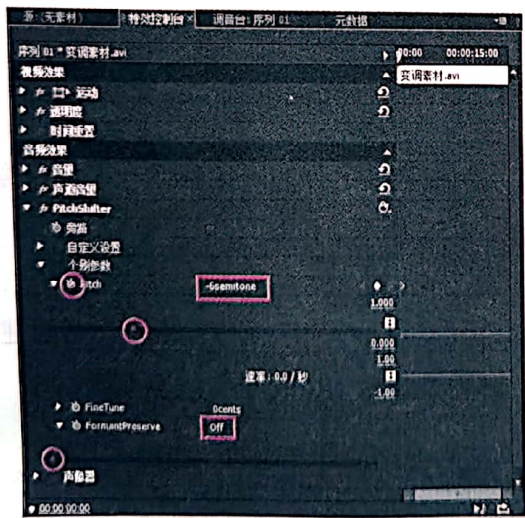 源:(无素材) 特效控制台 × 调音台: 序列 01 元数据
序列 01 * 变调素材.avi 00:00 00:00:15:00
视频效果 变调素材.avi
fx 运动
fx 透明度
时间重置
音频效果
fx 音量
fx 声道音量
fx PitchShifter
旁路
自定义设置
个别参数
Pitch -6semitone
1.000
0.000
1.00
速率: 0.0 / 秒
-1.00
FineTune 0cents
FormantPreserve Off
声像器
00:00:00:00